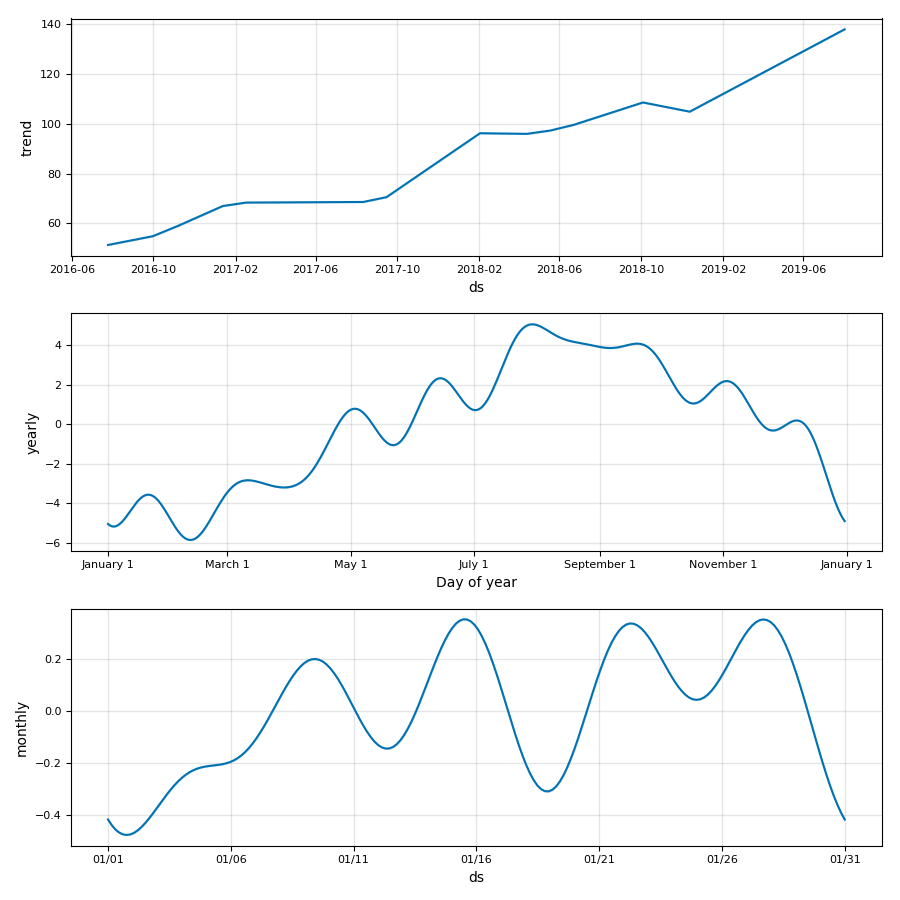 140
120
100
80
60
trend
2016-06 2016-10 2017-02 2017-06 2017-10 2018-02 2018-06 2018-10 2019-02 2019-06
ds
4
2
0
−2
−4
−6
yearly
January 1 March 1 May 1 July 1 September 1 November 1 January 1
Day of year
0.2
0.0
−0.2
−0.4
monthly
01/01 01/06 01/11 01/16 01/21 01/26 01/31
ds